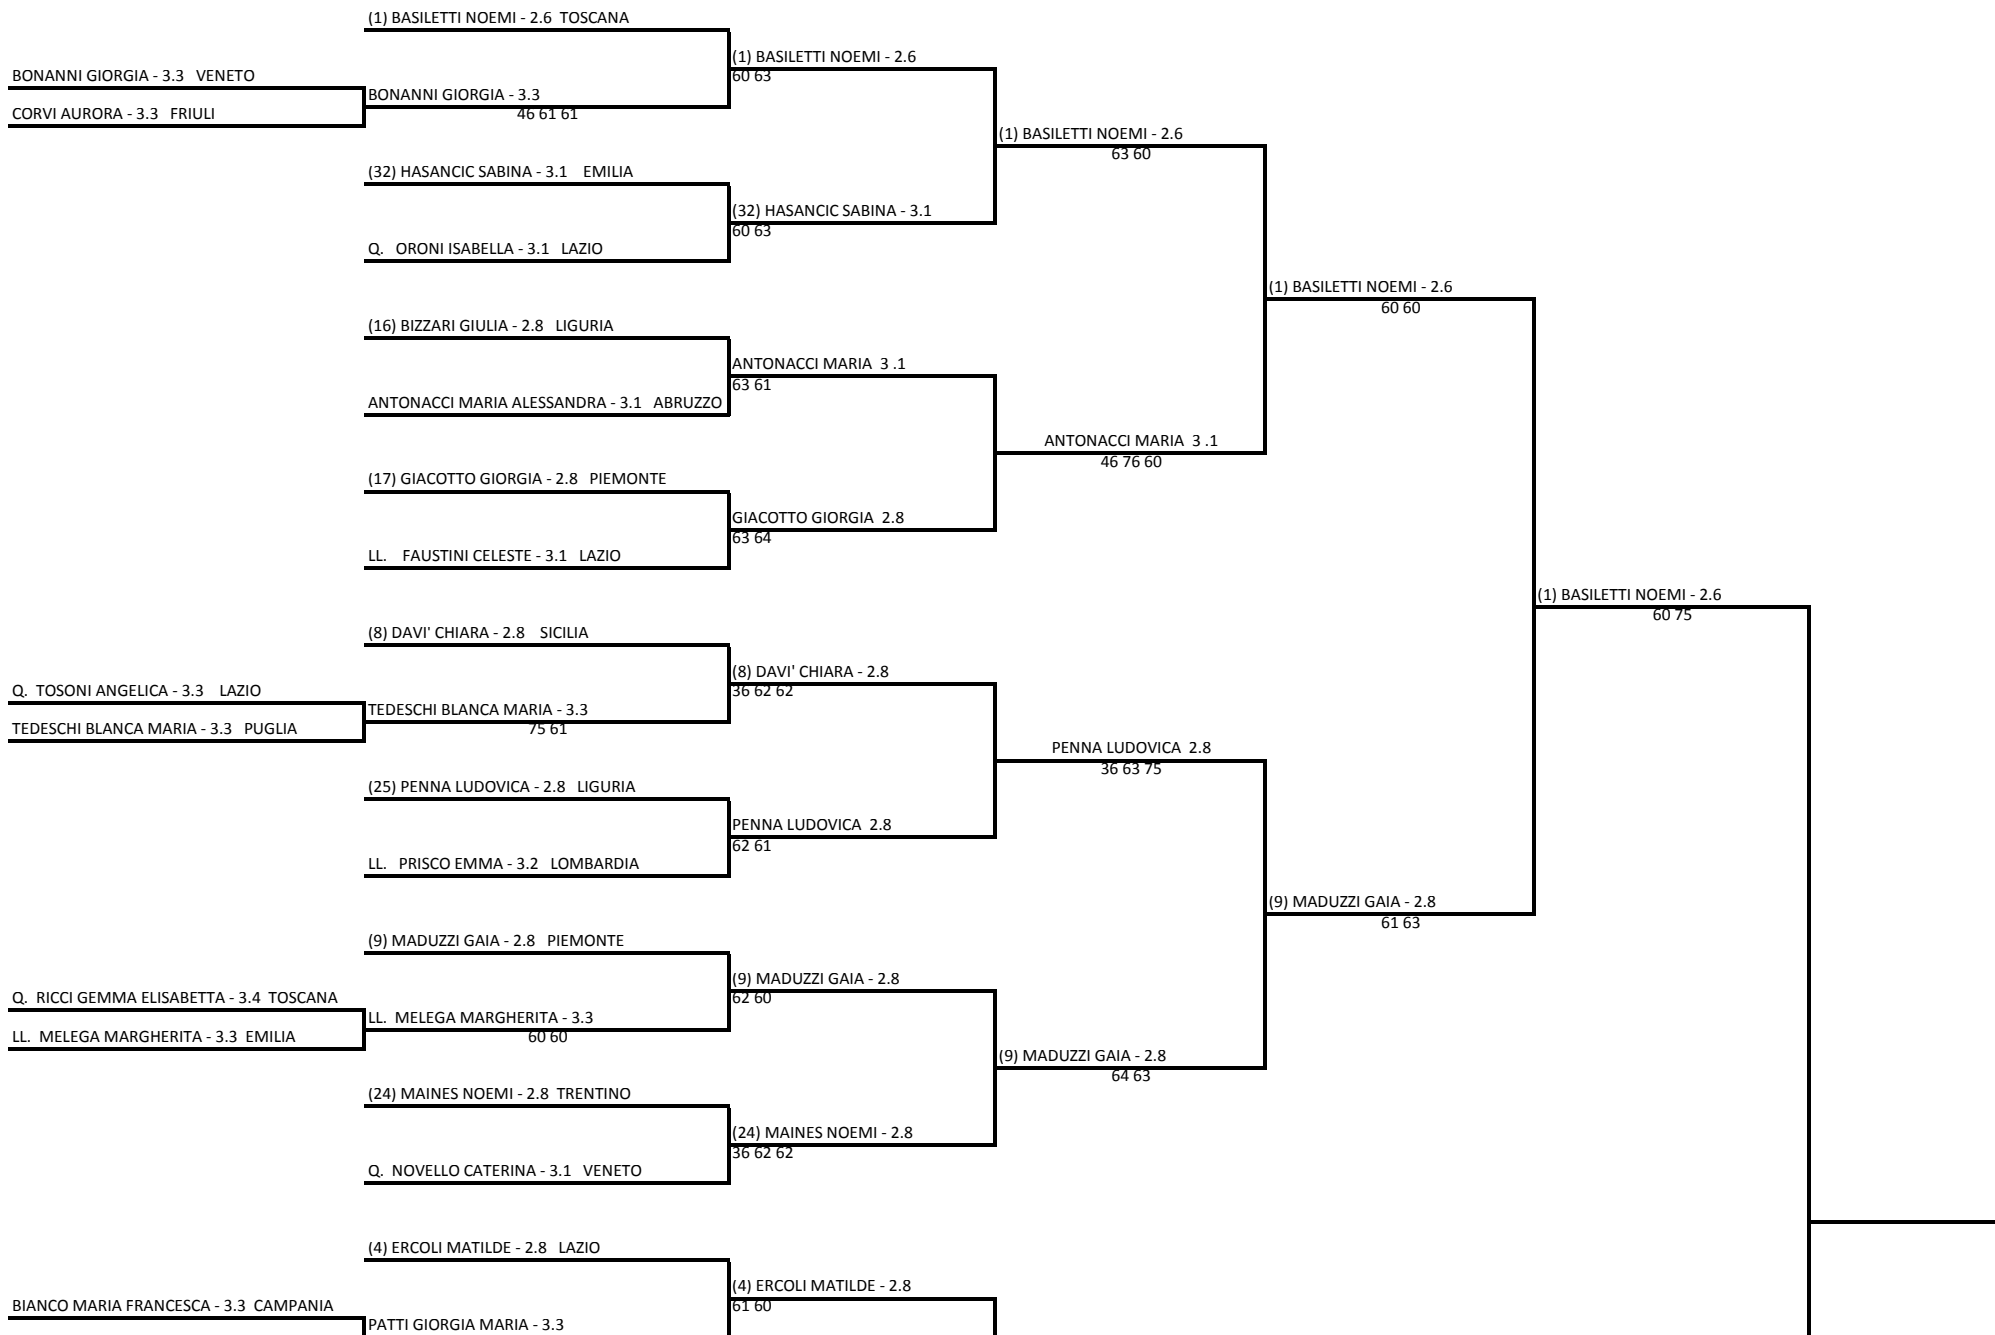 (1) BASILETTI NOEMI - 2.6 TOSCANA
(1) BASILETTI NOEMI - 2.6
60 63
BONANNI GIORGIA - 3.3 VENETO
BONANNI GIORGIA - 3.3
46 61 61
CORVI AURORA - 3.3 FRIULI
(1) BASILETTI NOEMI - 2.6
63 60
(32) HASANCIC SABINA - 3.1 EMILIA
(32) HASANCIC SABINA - 3.1
60 63
Q. ORONI ISABELLA - 3.1 LAZIO
(1) BASILETTI NOEMI - 2.6
60 60
(16) BIZZARI GIULIA - 2.8 LIGURIA
ANTONACCI MARIA 3 .1
63 61
ANTONACCI MARIA ALESSANDRA - 3.1 ABRUZZO
ANTONACCI MARIA 3 .1
46 76 60
(17) GIACOTTO GIORGIA - 2.8 PIEMONTE
GIACOTTO GIORGIA 2.8
63 64
LL. FAUSTINI CELESTE - 3.1 LAZIO
(1) BASILETTI NOEMI - 2.6
60 75
(8) DAVI' CHIARA - 2.8 SICILIA
(8) DAVI' CHIARA - 2.8
36 62 62
Q. TOSONI ANGELICA - 3.3 LAZIO
TEDESCHI BLANCA MARIA - 3.3
75 61
TEDESCHI BLANCA MARIA - 3.3 PUGLIA
PENNA LUDOVICA 2.8
36 63 75
(25) PENNA LUDOVICA - 2.8 LIGURIA
PENNA LUDOVICA 2.8
62 61
LL. PRISCO EMMA - 3.2 LOMBARDIA
(9) MADUZZI GAIA - 2.8
61 63
(9) MADUZZI GAIA - 2.8 PIEMONTE
(9) MADUZZI GAIA - 2.8
62 60
Q. RICCI GEMMA ELISABETTA - 3.4 TOSCANA
LL. MELEGA MARGHERITA - 3.3
60 60
LL. MELEGA MARGHERITA - 3.3 EMILIA
(9) MADUZZI GAIA - 2.8
64 63
(24) MAINES NOEMI - 2.8 TRENTINO
(24) MAINES NOEMI - 2.8
36 62 62
Q. NOVELLO CATERINA - 3.1 VENETO
(4) ERCOLI MATILDE - 2.8 LAZIO
(4) ERCOLI MATILDE - 2.8
61 60
BIANCO MARIA FRANCESCA - 3.3 CAMPANIA
PATTI GIORGIA MARIA - 3.3